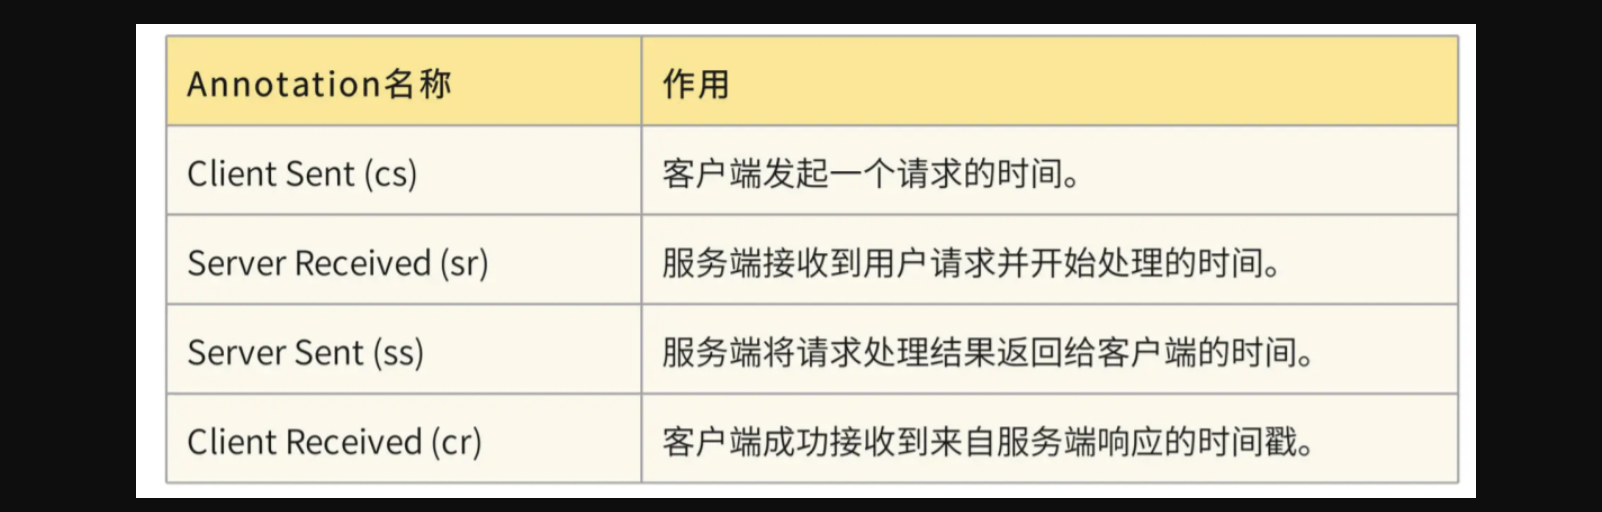 Annotation名称 作用
Client Sent (cs) 客户端发起一个请求的时间。
Server Received (sr) 服务端接收到用户请求并开始处理的时间。
Server Sent (ss) 服务端将请求处理结果返回给客户端的时间。
Client Received (cr) 客户端成功接收到来自服务端响应的时间戳。